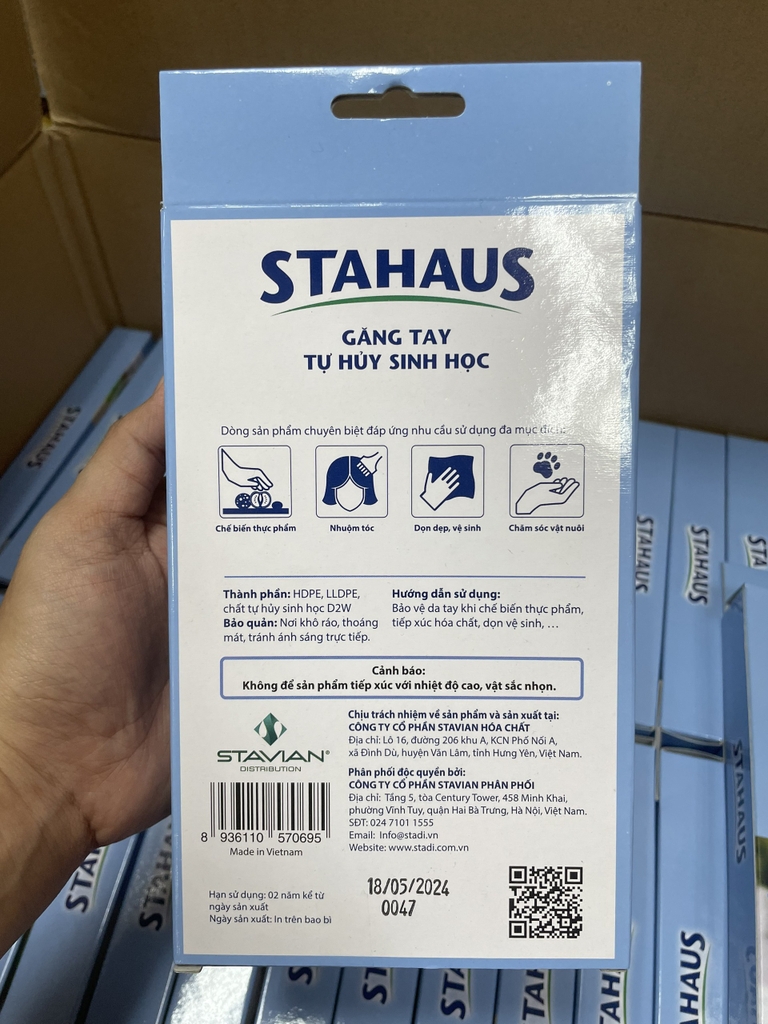 STAHAUS
GĂNG TAY
TỰ HỦY SINH HỌC
Dòng sản phẩm chuyên biệt đáp ứng nhu cầu sử dụng đa mục đích:
Chế biến thực phẩm
Nhuộm tóc
Dọn dẹp, vệ sinh
Chăm sóc vật nuôi
Thành phần: HDPE, LLDPE,
chất tự hủy sinh học D2W
Bảo quản: Nơi khô ráo, thoáng
mát, tránh ánh sáng trực tiếp.
Hướng dẫn sử dụng:
Bảo vệ da tay khi chế biến thực phẩm,
tiếp xúc hóa chất, dọn vệ sinh, ...
Cảnh báo:
Không để sản phẩm tiếp xúc với nhiệt độ cao, vật sắc nhọn.
STAVIAN®
DISTRIBUTION
8 936110 570695
Made in Vietnam
Chịu trách nhiệm về sản phẩm và sản xuất tại:
CÔNG TY CỔ PHẦN STAVIAN HÓA CHẤT
Địa chỉ: Lô 16, đường 206 khu A, KCN Phố Nối A,
xã Đình Dù, huyện Văn Lâm, tỉnh Hưng Yên, Việt Nam.
Phân phối độc quyền bởi:
CÔNG TY CỔ PHẦN STAVIAN PHÂN PHỐI
Địa chỉ: Tầng 5, tòa Century Tower, 458 Minh Khai,
phường Vĩnh Tuy, quận Hai Bà Trưng, Hà Nội, Việt Nam.
SĐT: 024 7101 1555
Email: Info@stadi.vn
Website: www.stadi.com.vn
Hạn sử dụng: 02 năm kể từ
ngày sản xuất
Ngày sản xuất: In trên bao bì
18/05/2024
0047
STAHAUS
STAHAUS
STAHAUS
STAHAUS
STAHAUS